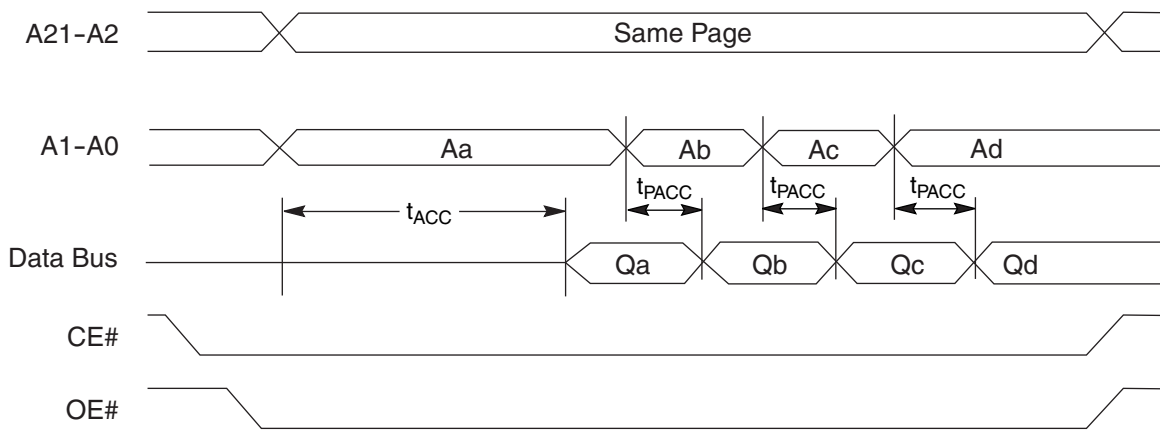 A21-A2 Same Page
A1-A0 Aa Ab Ac Ad
tACC tPACC tPACC tPACC
Data Bus Qa Qb Qc Qd
CE#
OE#